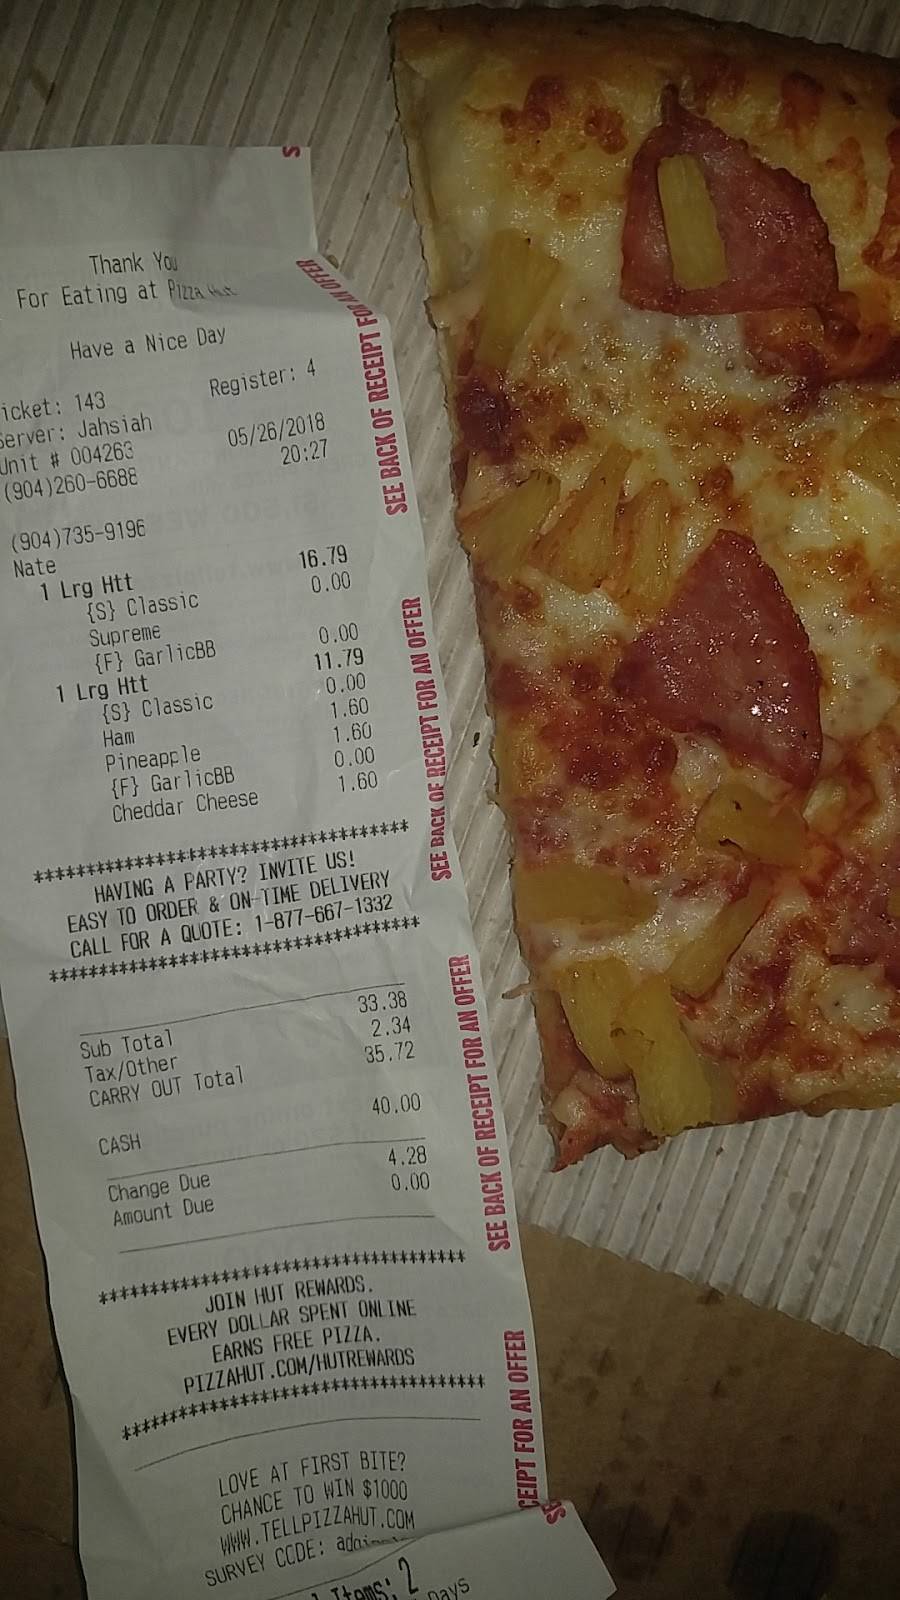 Thank You
For Eating at Pizza Hut
Have a Nice Day
icket: 143 Register: 4
Server: Jahsiah 05/26/2018
Unit # 004263 20:27
(904)260-6688
(904)735-9196
Nate
1 Lrg Htt 16.79
{S} Classic 0.00
Supreme
{F} GarlicBB 0.00
1 Lrg Htt 11.79
{S} Classic 0.00
Ham 1.60
Pineapple 1.60
{F} GarlicBB 0.00
Cheddar Cheese 1.60
************************************
HAVING A PARTY? INVITE US!
EASY TO ORDER & ON-TIME DELIVERY
CALL FOR A QUOTE: 1-877-667-1332
************************************
Sub Total 33.38
Tax/Other 2.34
CARRY OUT Total 35.72
CASH 40.00
Change Due 4.28
Amount Due 0.00
************************************
JOIN HUT REWARDS.
EVERY DOLLAR SPENT ONLINE
EARNS FREE PIZZA.
PIZZAHUT.COM/HUTREWARDS
************************************
LOVE AT FIRST BITE?
CHANCE TO WIN $1000
WWW.TELLPIZZAHUT.COM
SURVEY CODE:
Items: 2
Days
S
SEE BACK OF RECEIPT FOR AN OFFER
SEE BACK OF RECEIPT FOR AN OFFER
SEE BACK OF RECEIPT FOR AN OFFER
CEIPT FOR AN OFFER
SE